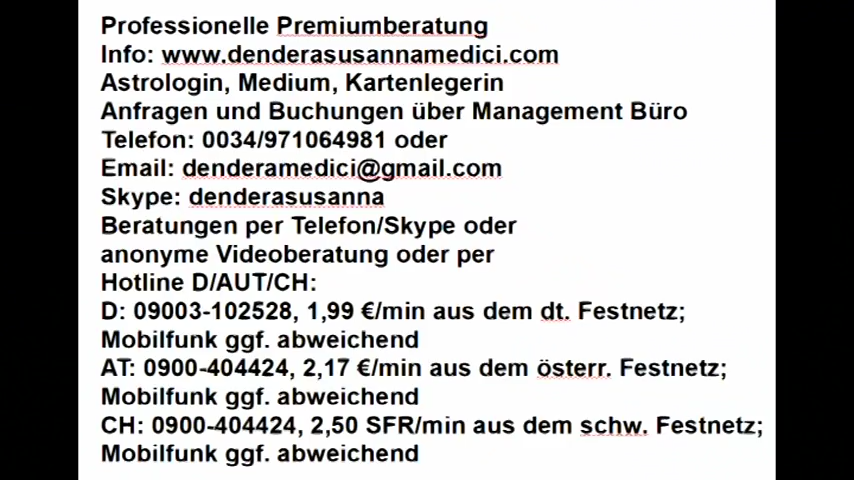 Professionelle Premiumberatung
Info: www.denderasusannamedici.com
Astrologin, Medium, Kartenlegerin
Anfragen und Buchungen über Management Büro
Telefon: 0034/971064981 oder
Email: denderamedici@gmail.com
Skype: denderasusanna
Beratungen per Telefon/Skype oder
anonyme Videoberatung oder per
Hotline D/AUT/CH:
D: 09003-102528, 1,99 €/min aus dem dt. Festnetz;
Mobilfunk ggf. abweichend
AT: 0900-404424, 2,17 €/min aus dem österr. Festnetz;
Mobilfunk ggf. abweichend
CH: 0900-404424, 2,50 SFR/min aus dem schw. Festnetz;
Mobilfunk ggf. abweichend